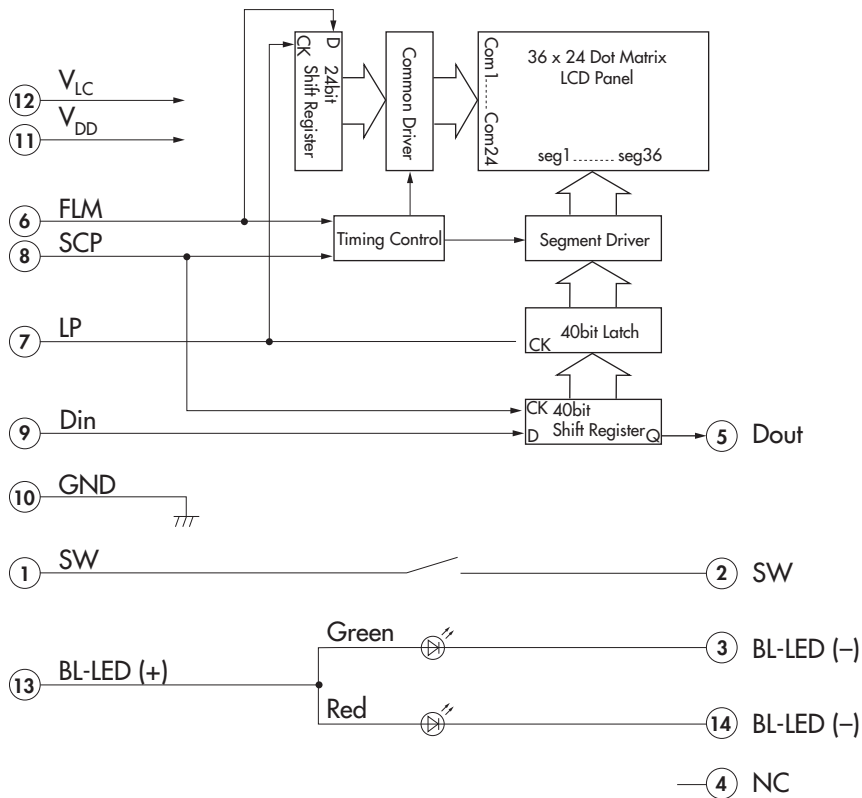 CK
D
24bit
Shift Register
Common Driver
Com1........Com24
36 x 24 Dot Matrix
LCD Panel
seg1........ seg36
12 VLC
11 VDD
6 FLM
Timing Control
Segment Driver
8 SCP
7 LP
CK
40bit Latch
CK 40bit
D Shift Register Q
9 Din
5 Dout
10 GND
1 SW
2 SW
Green
3 BL-LED (–)
13 BL-LED (+)
Red
14 BL-LED (–)
4 NC